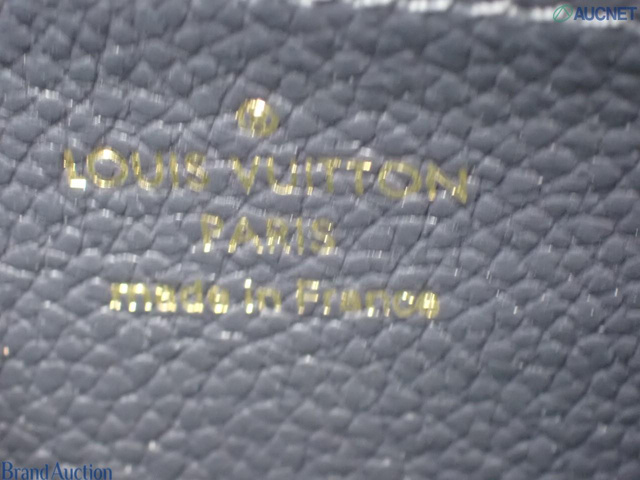 AUCNET
®
LOUIS VUITTON
PARIS
made in France
Brand Auction